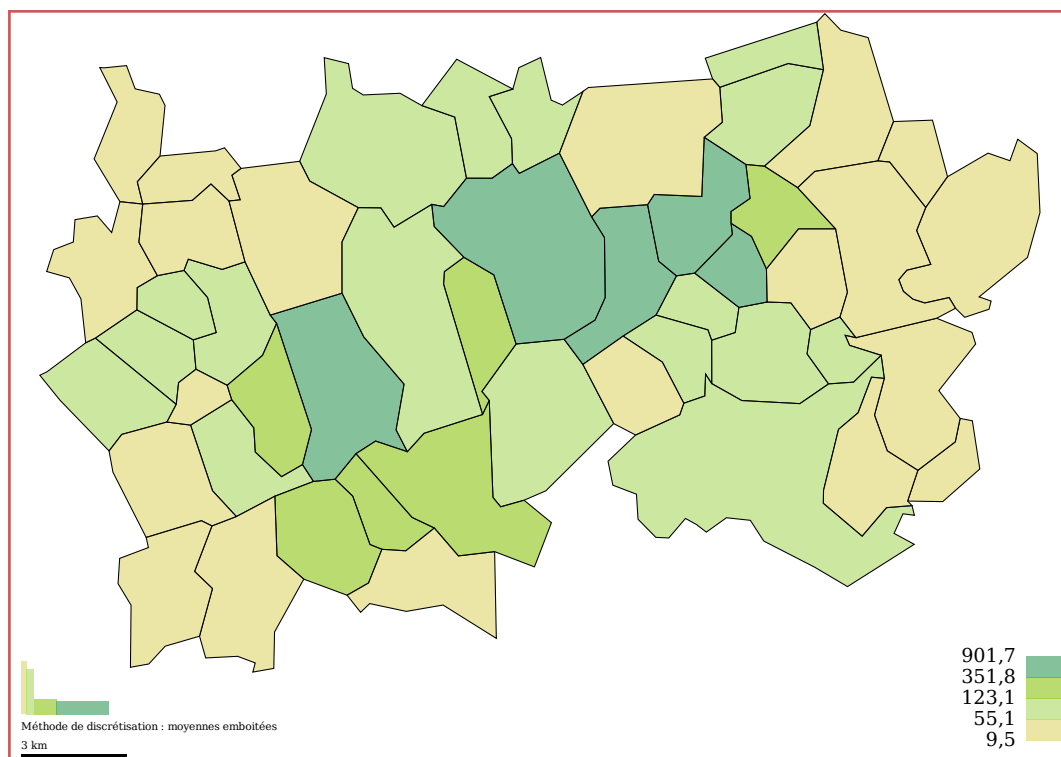 901,7
351,8
123,1
55,1
9,5
Méthode de discrétisation : moyennes emboitées
3 km